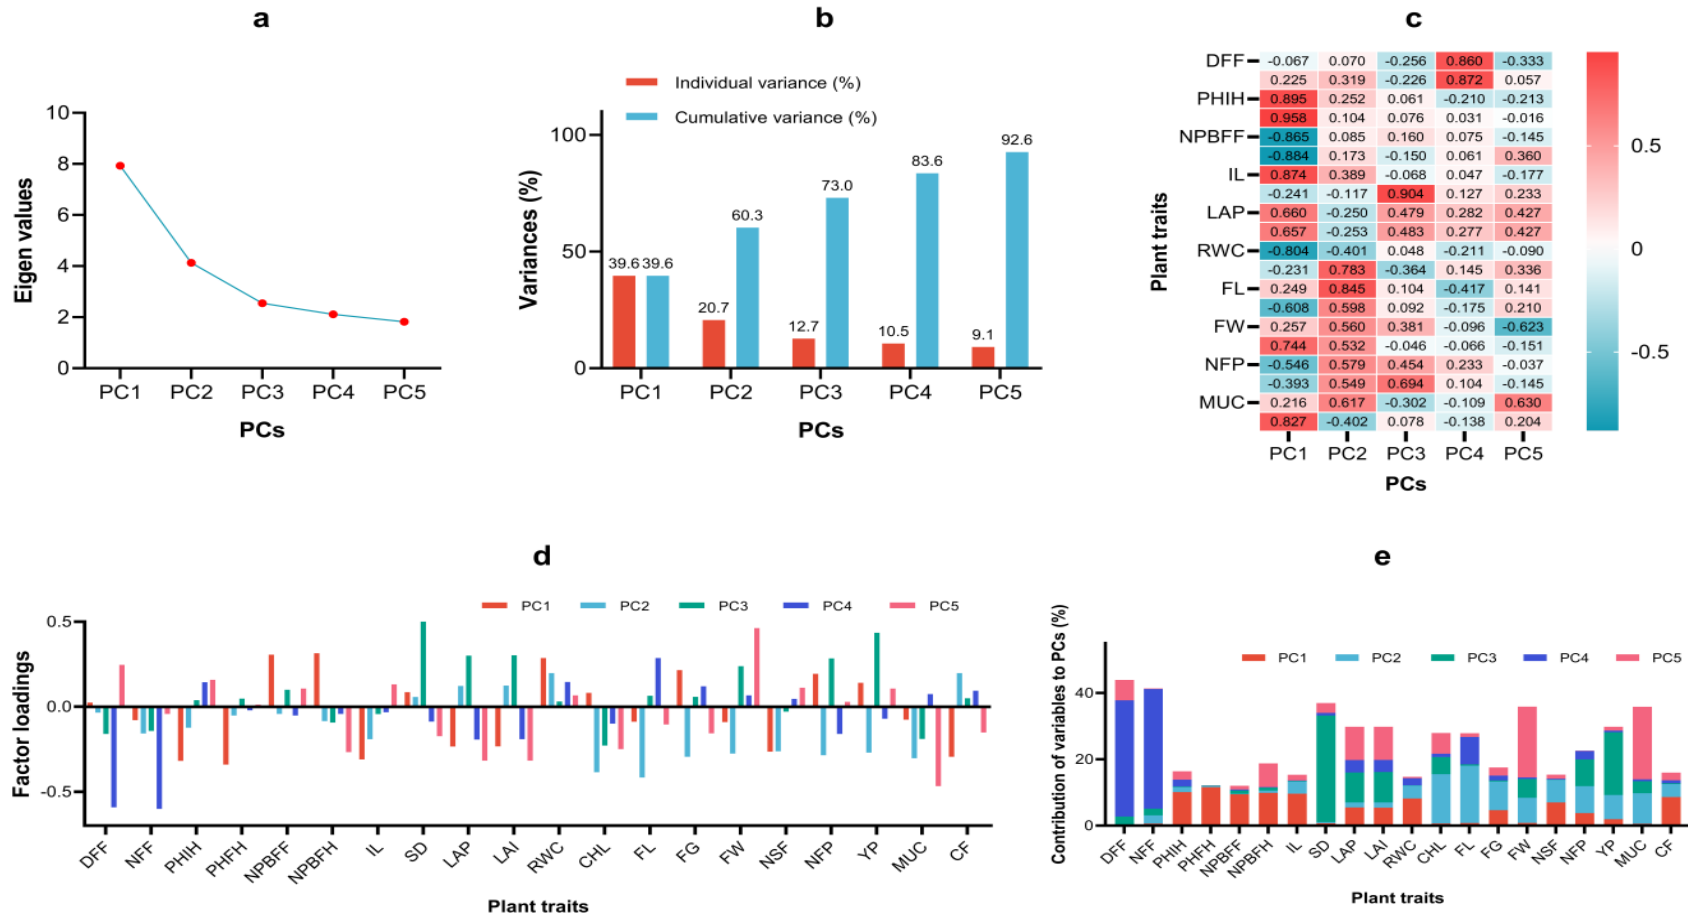 a
10
8
6
4
2
0
Eigen values
PC1 PC2 PC3 PC4 PC5
PCs
b
Individual variance (%)
Cumulative variance (%)
100
50
0
Variances (%)
39.6 39.6
20.7 60.3
12.7 73.0
10.5 83.6
9.1 92.6
PC1 PC2 PC3 PC4 PC5
PCs
c
Plant traits
DFF -0.067 0.070 -0.256 0.860 -0.333
0.225 0.319 -0.226 0.872 0.057
PHIH 0.895 0.252 0.061 -0.210 -0.213
0.958 0.104 0.076 0.031 -0.016
NPBFF -0.865 0.085 0.160 0.075 -0.145
-0.884 0.173 -0.150 0.061 0.360
IL 0.874 0.389 -0.068 0.047 -0.177
-0.241 -0.117 0.904 0.127 0.233
LAP 0.660 -0.250 0.479 0.282 0.427
0.657 -0.253 0.483 0.277 0.427
RWC -0.804 -0.401 0.048 -0.211 -0.090
-0.231 0.783 -0.364 0.145 0.336
FL 0.249 0.845 0.104 -0.417 0.141
-0.608 0.598 0.092 -0.175 0.210
FW 0.257 0.560 0.381 -0.096 -0.623
0.744 0.532 -0.046 -0.066 -0.151
NFP -0.546 0.579 0.454 0.233 -0.037
-0.393 0.549 0.694 0.104 -0.145
MUC 0.216 0.617 -0.302 -0.109 0.630
0.827 -0.402 0.078 -0.138 0.204
PC1 PC2 PC3 PC4 PC5
PCs
0.5
0
-0.5
d
PC1 PC2 PC3 PC4 PC5
0.5
0.0
-0.5
Factor loadings
DFF NFF PHIH PHFH NPBFF NPBFH IL SD LAP LAI RWC CHL FL FG FW NSF NFP YP MUC CF
Plant traits
e
PC1 PC2 PC3 PC4 PC5
40
20
0
Contribution of variables to PCs (%)
DFF NFF PHIH PHFH NPBFF NPBFH IL SD LAP LAI RWC CHL FL FG FW NSF NFP YP MUC CF
Plant traits